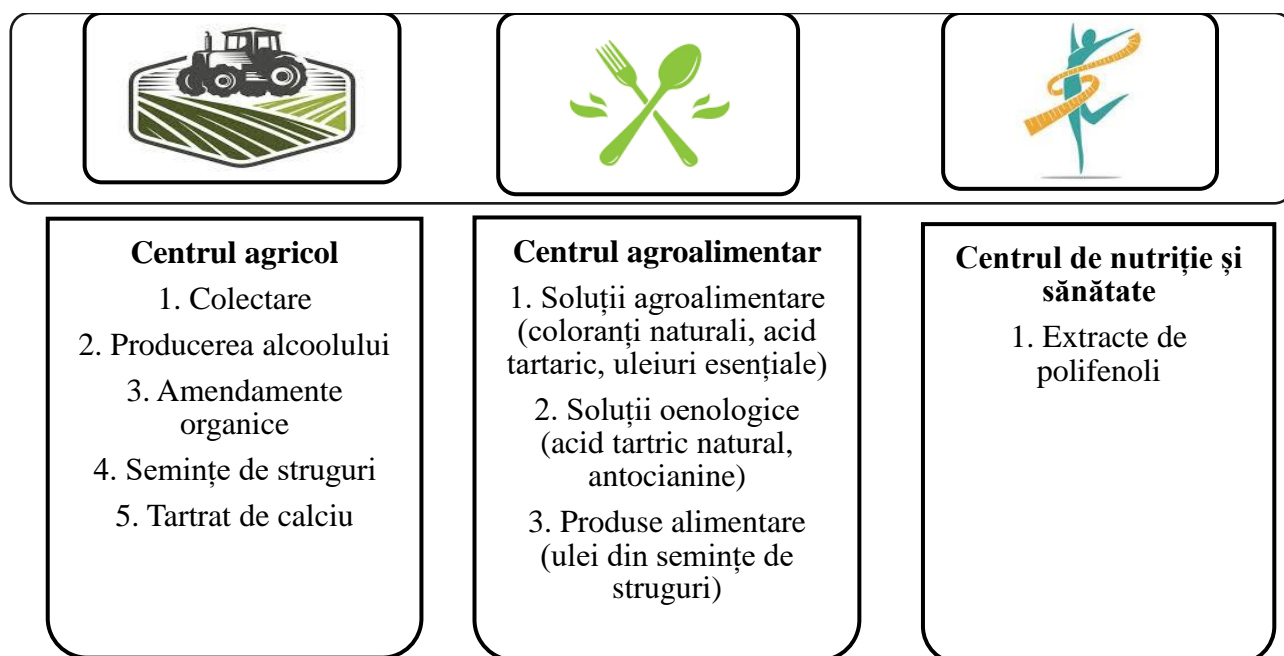 Centrul agricol
1. Colectare
2. Producerea alcoolului
3. Amendamente
organice
4. Semințe de struguri
5. Tartrat de calciu
Centrul agroalimentar
1. Soluții agroalimentare
(coloranți naturali, acid
tartaric, uleiuri esențiale)
2. Soluții oenologice
(acid tartric natural,
antocianine)
3. Produse alimentare
(ulei din semințe de
struguri)
Centrul de nutriție și
sănătate
1. Extracte de
polifenoli